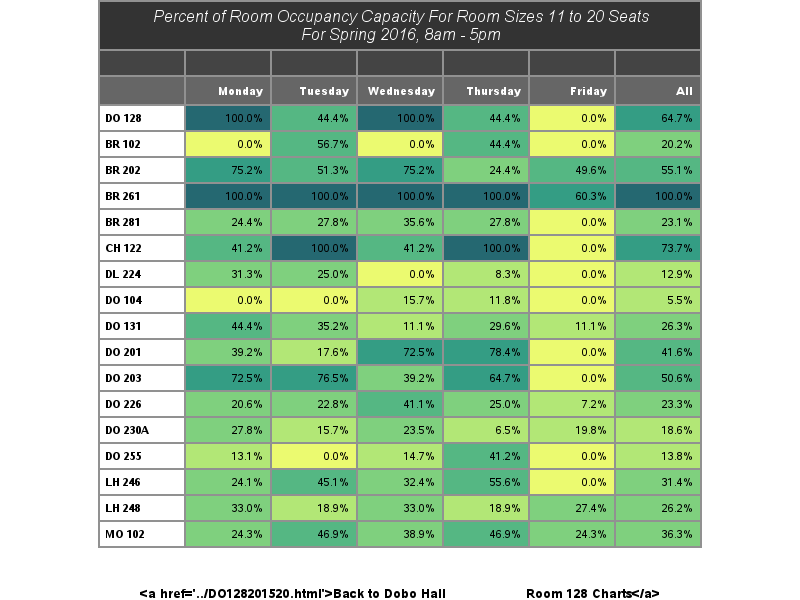 Percent of Room Occupancy Capacity For Room Sizes 11 to 20 Seats
For Spring 2016, 8am - 5pm
Monday Tuesday Wednesday Thursday Friday All
DO 128 100.0% 44.4% 100.0% 44.4% 0.0% 64.7%
BR 102 0.0% 56.7% 0.0% 44.4% 0.0% 20.2%
BR 202 75.2% 51.3% 75.2% 24.4% 49.6% 55.1%
BR 261 100.0% 100.0% 100.0% 100.0% 60.3% 100.0%
BR 281 24.4% 27.8% 35.6% 27.8% 0.0% 23.1%
CH 122 41.2% 100.0% 41.2% 100.0% 0.0% 73.7%
DL 224 31.3% 25.0% 0.0% 8.3% 0.0% 12.9%
DO 104 0.0% 0.0% 15.7% 11.8% 0.0% 5.5%
DO 131 44.4% 35.2% 11.1% 29.6% 11.1% 26.3%
DO 201 39.2% 17.6% 72.5% 78.4% 0.0% 41.6%
DO 203 72.5% 76.5% 39.2% 64.7% 0.0% 50.6%
DO 226 20.6% 22.8% 41.1% 25.0% 7.2% 23.3%
DO 230A 27.8% 15.7% 23.5% 6.5% 19.8% 18.6%
DO 255 13.1% 0.0% 14.7% 41.2% 0.0% 13.8%
LH 246 24.1% 45.1% 32.4% 55.6% 0.0% 31.4%
LH 248 33.0% 18.9% 33.0% 18.9% 27.4% 26.2%
MO 102 24.3% 46.9% 38.9% 46.9% 24.3% 36.3%
<a href='../DO128201520.html'>Back to Dobo Hall Room 128 Charts</a>